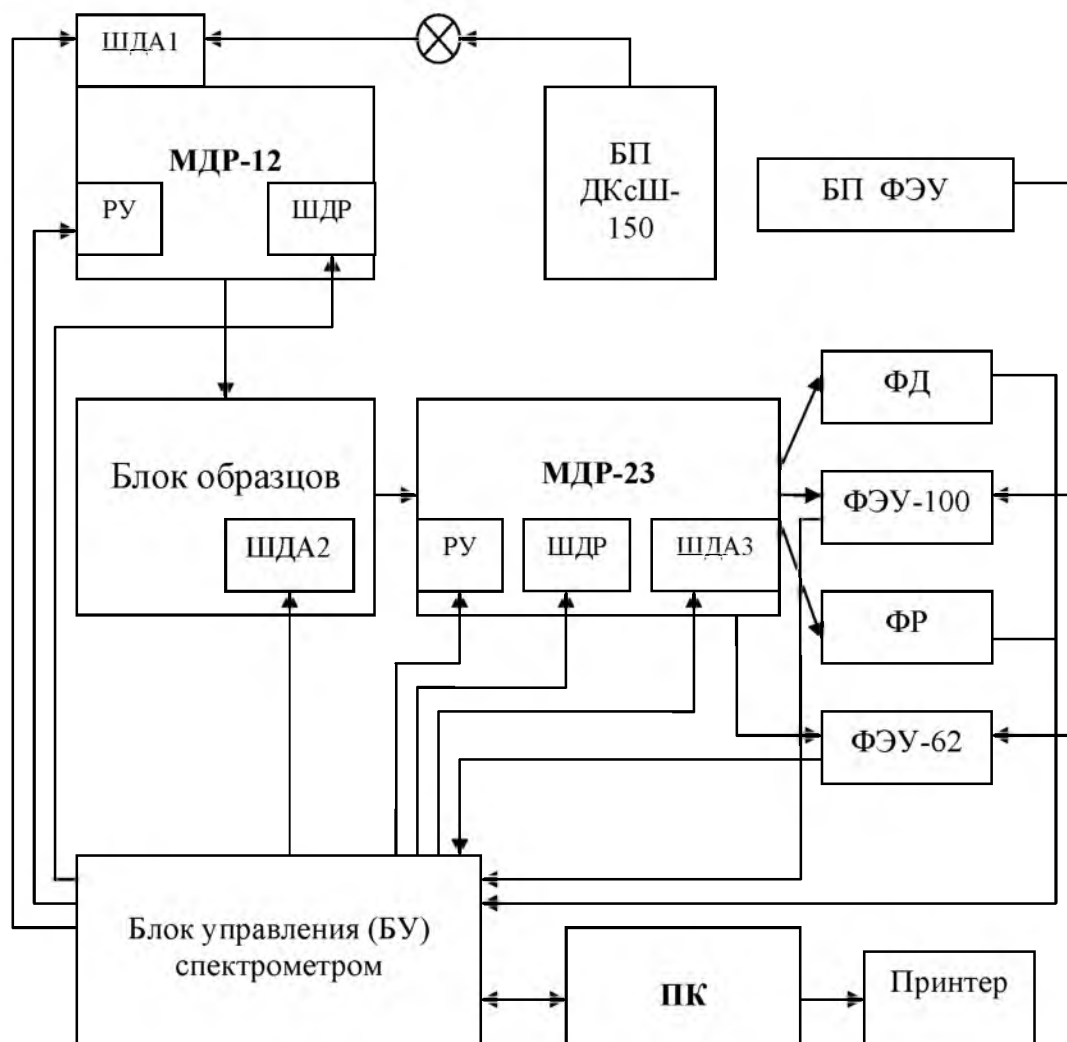 ШДА1
МДР-12
РУ
ШДР
БП
ДКсШ-
150
БП ФЭУ
Блок образцов
ШДА2
МДР-23
РУ
ШДР
ШДА3
ФД
ФЭУ-100
ФР
ФЭУ-62
Блок управления (БУ)
спектрометром
ПК
Принтер